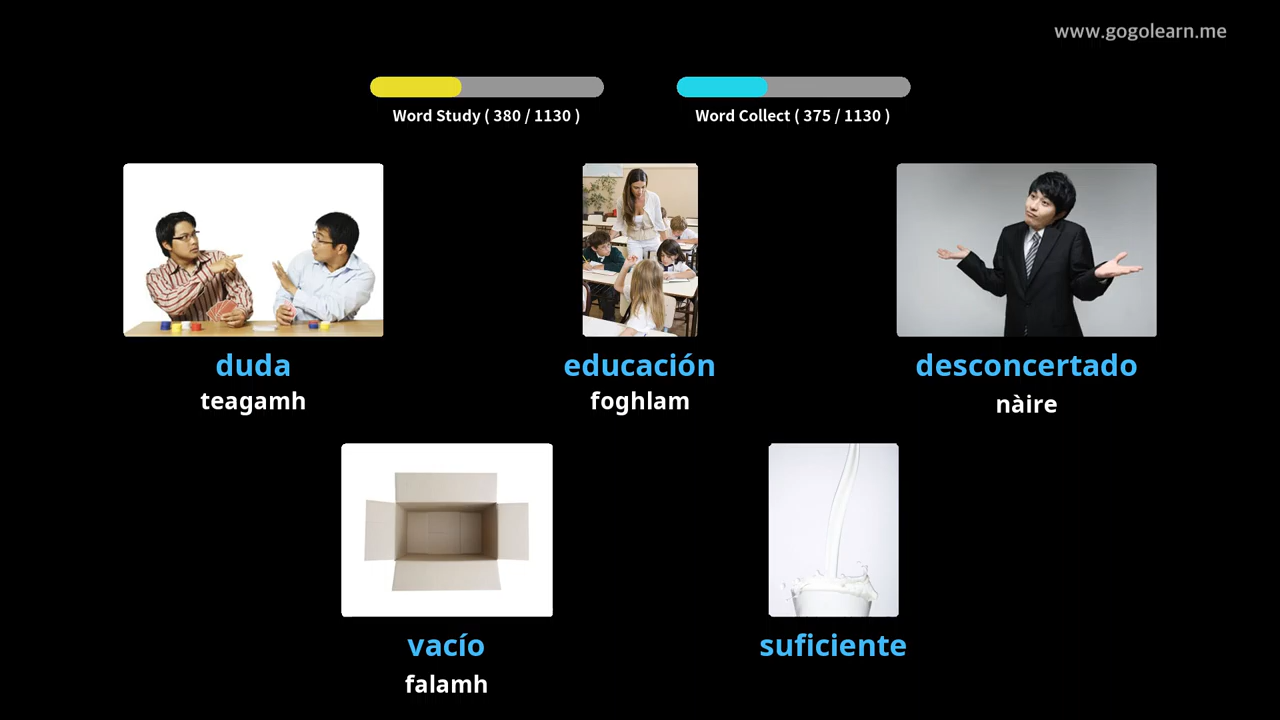 www.gogolearn.me
Word Study ( 380 / 1130 )
Word Collect ( 375 / 1130 )
duda
teagamh
educación
foghlam
desconcertado
nàire
vacío
falamh
suficiente